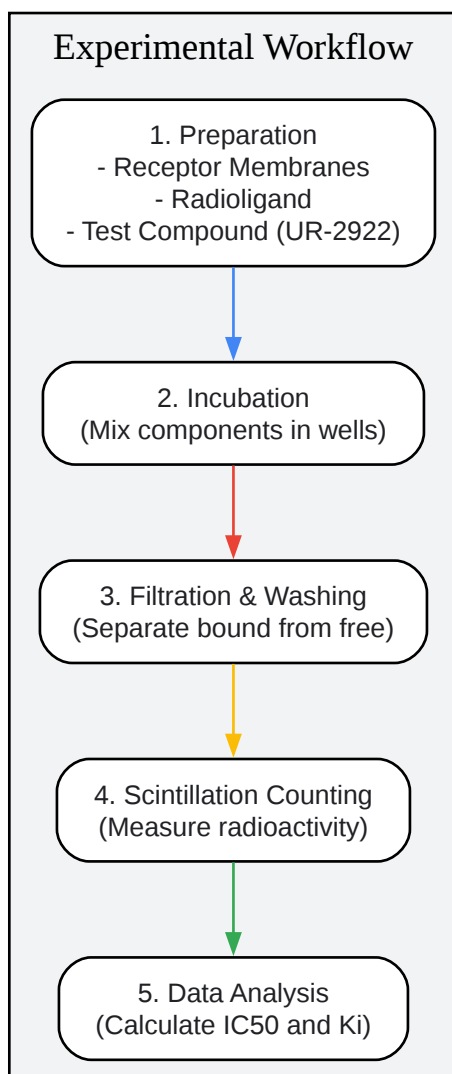 Experimental Workflow
1. Preparation
- Receptor Membranes
- Radioligand
- Test Compound (UR-2922)
2. Incubation
(Mix components in wells)
3. Filtration & Washing
(Separate bound from free)
4. Scintillation Counting
(Measure radioactivity)
5. Data Analysis
(Calculate IC50 and Ki)